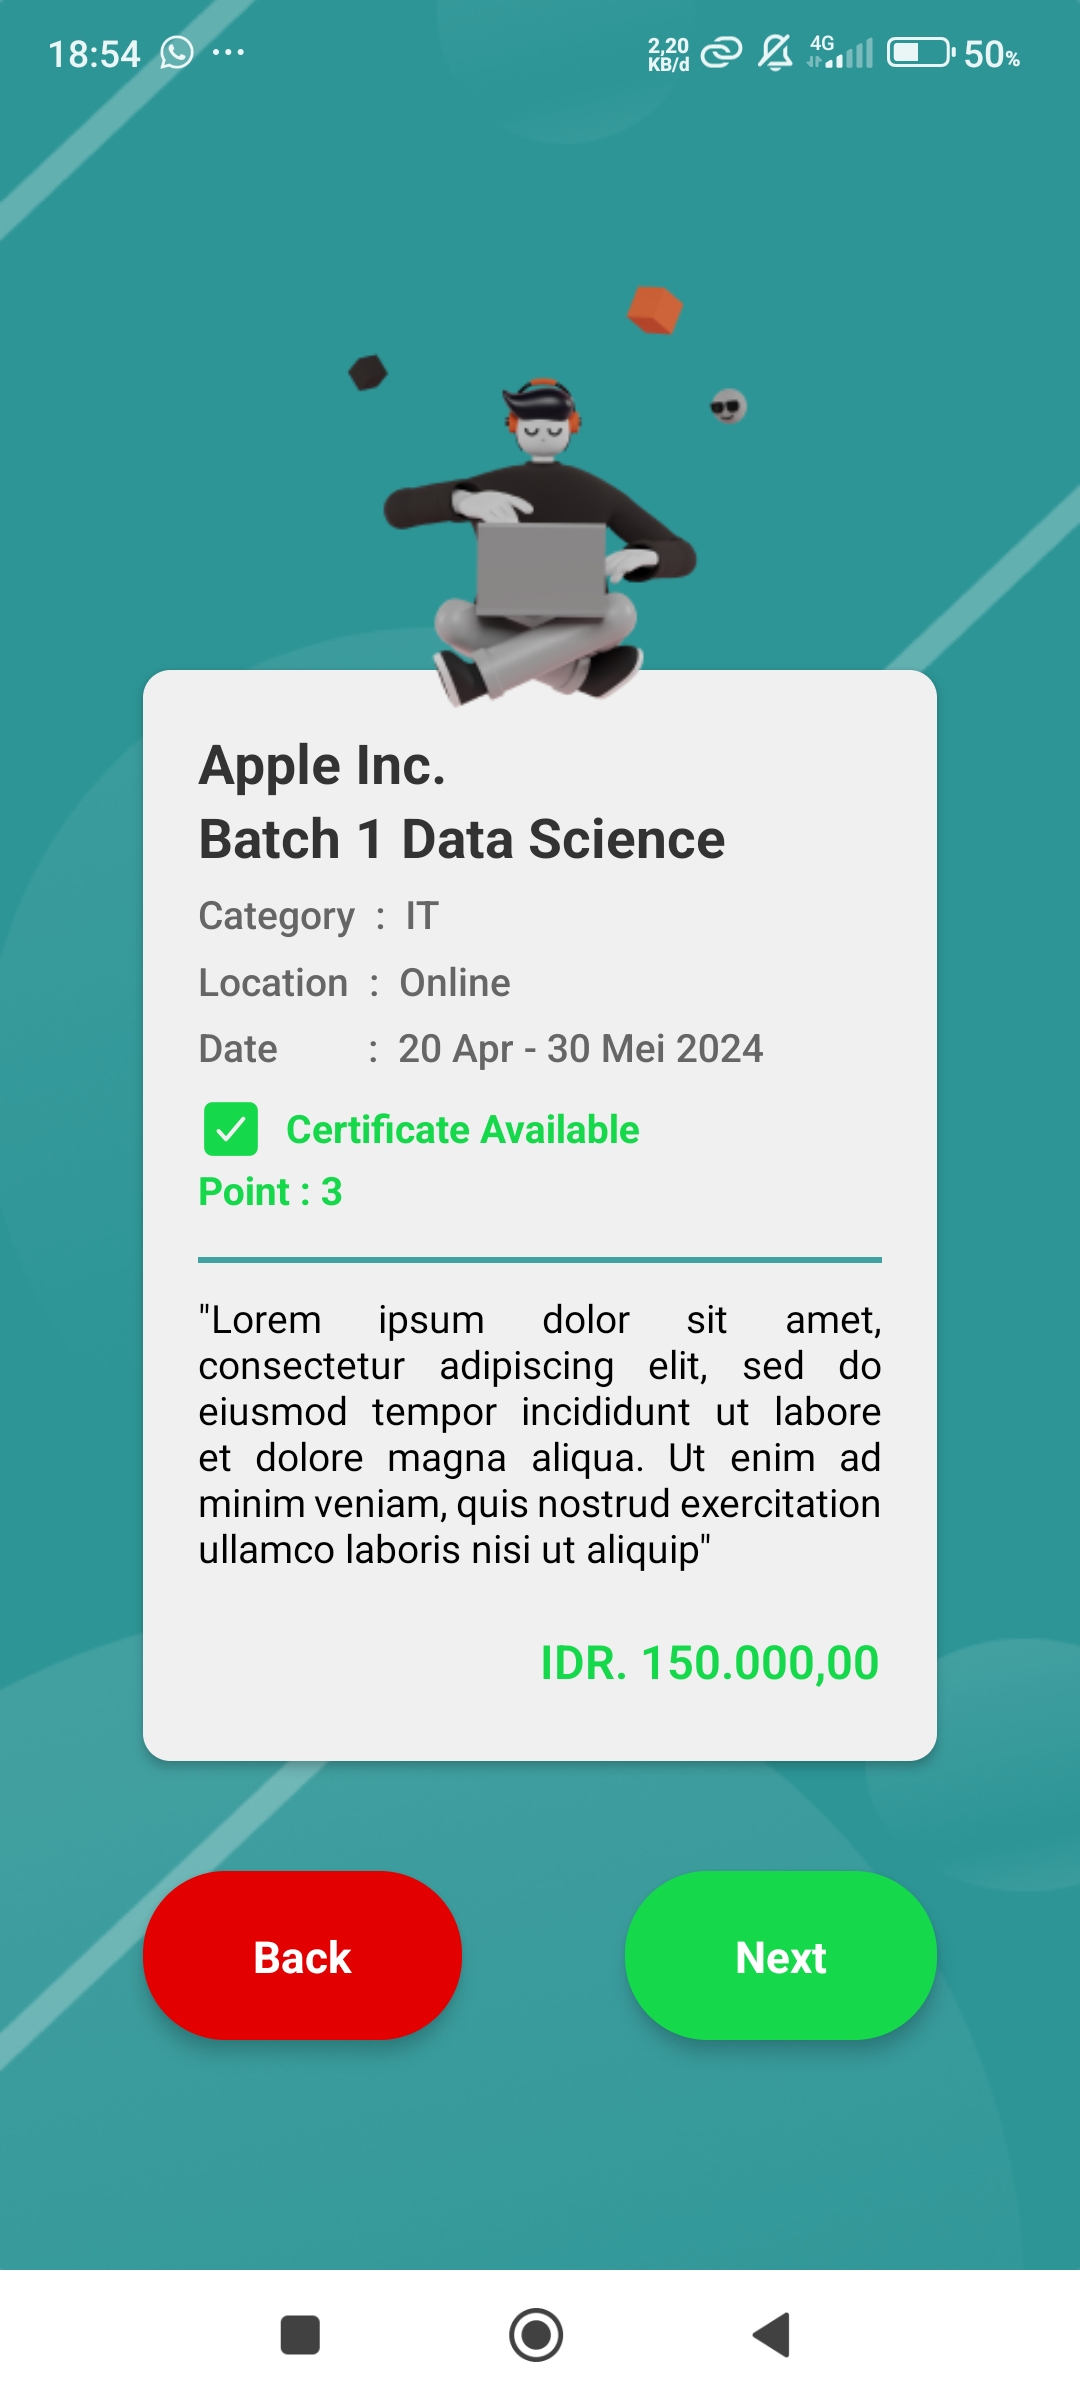 18:54 ... 2,20 KB/d 4G 50%
Apple Inc.
Batch 1 Data Science
Category : IT
Location : Online
Date : 20 Apr - 30 Mei 2024
Certificate Available
Point : 3
"Lorem ipsum dolor sit amet,
consectetur adipiscing elit, sed do
eiusmod tempor incididunt ut labore
et dolore magna aliqua. Ut enim ad
minim veniam, quis nostrud exercitation
ullamco laboris nisi ut aliquip"
IDR. 150.000,00
Back Next